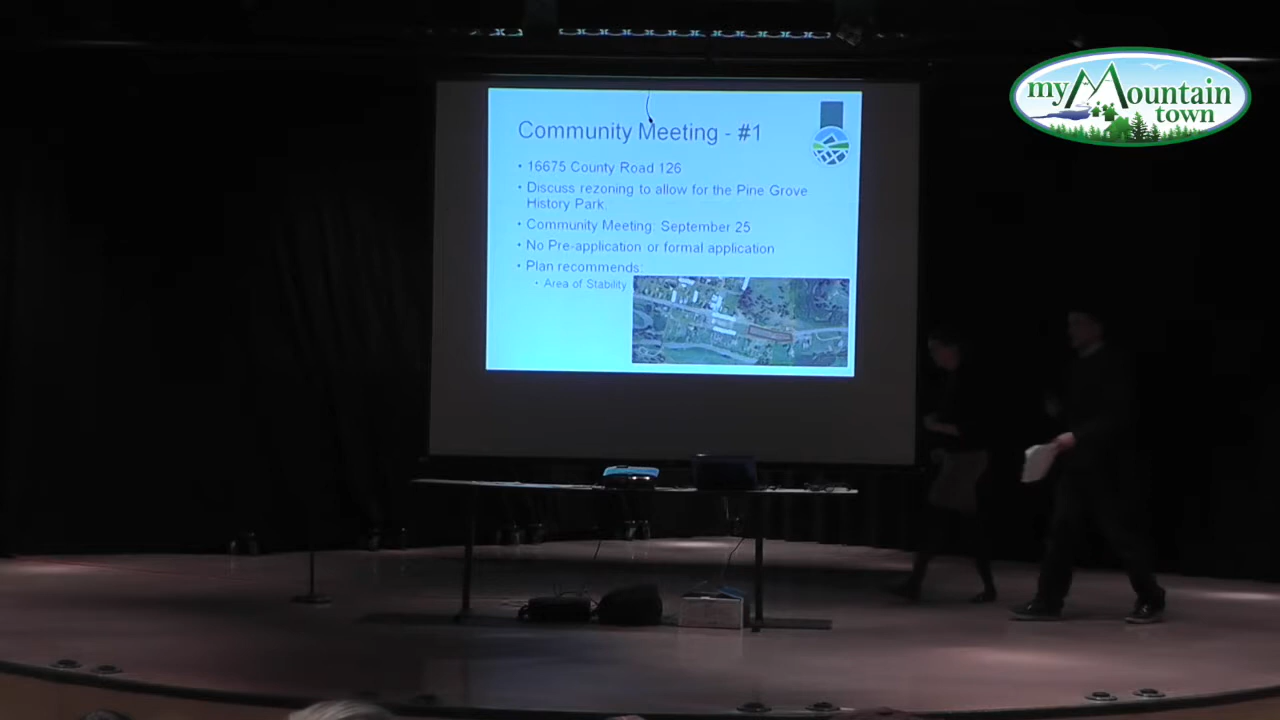 my Mountain
town
Community Meeting - #1
• 16675 County Road 126
• Discuss rezoning to allow for the Pine Grove
History Park.
• Community Meeting: September 25
• No Pre-application or formal application
• Plan recommends:
• Area of Stability